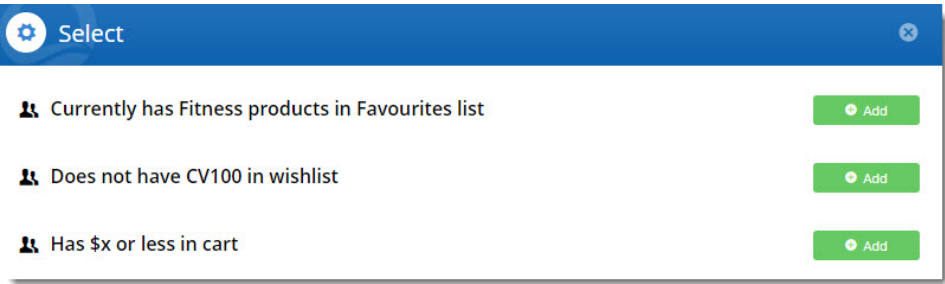 Select
Currently has Fitness products in Favourites list
Add
Does not have CV100 in wishlist
Add
Has $x or less in cart
Add